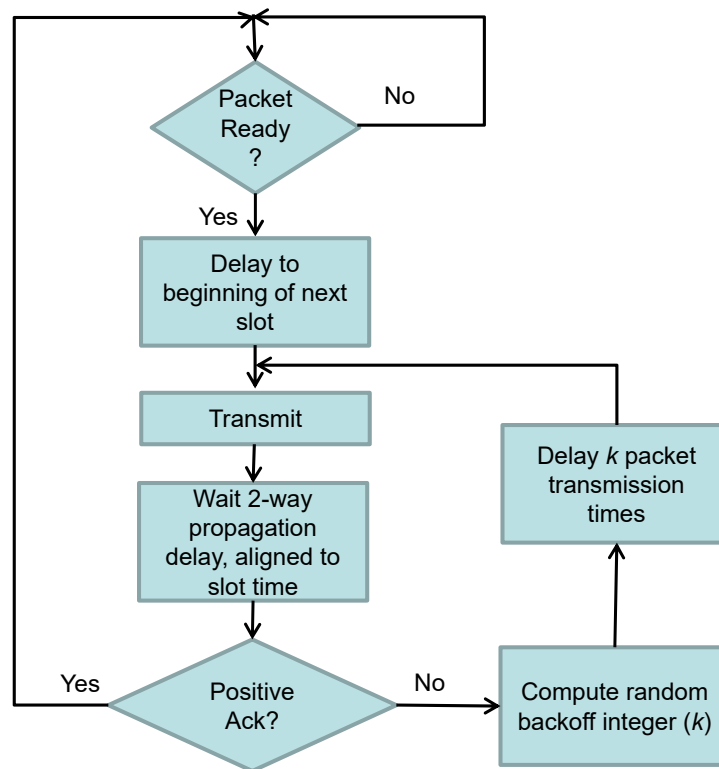 Packet
Ready
?
No
Yes
Delay to
beginning of next
slot
Transmit
Wait 2-way
propagation
delay, aligned to
slot time
Delay k packet
transmission
times
Yes
Positive
Ack?
No
Compute random
backoff integer (k)